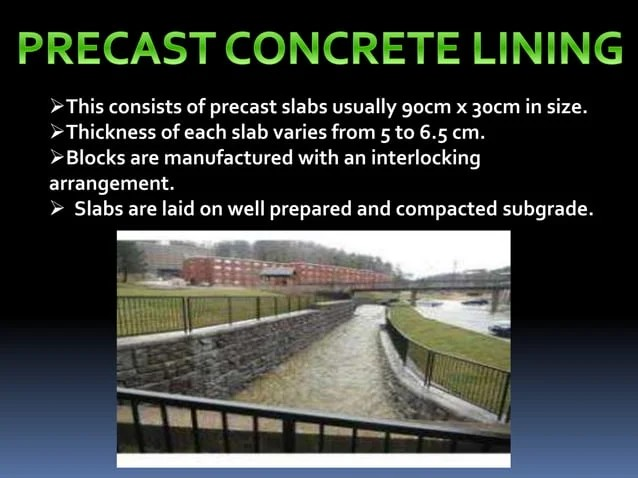 PRECAST CONCRETE LINING
➢This consists of precast slabs usually 90cm x 30cm in size.
➢Thickness of each slab varies from 5 to 6.5 cm.
➢Blocks are manufactured with an interlocking
arrangement.
➢ Slabs are laid on well prepared and compacted subgrade.